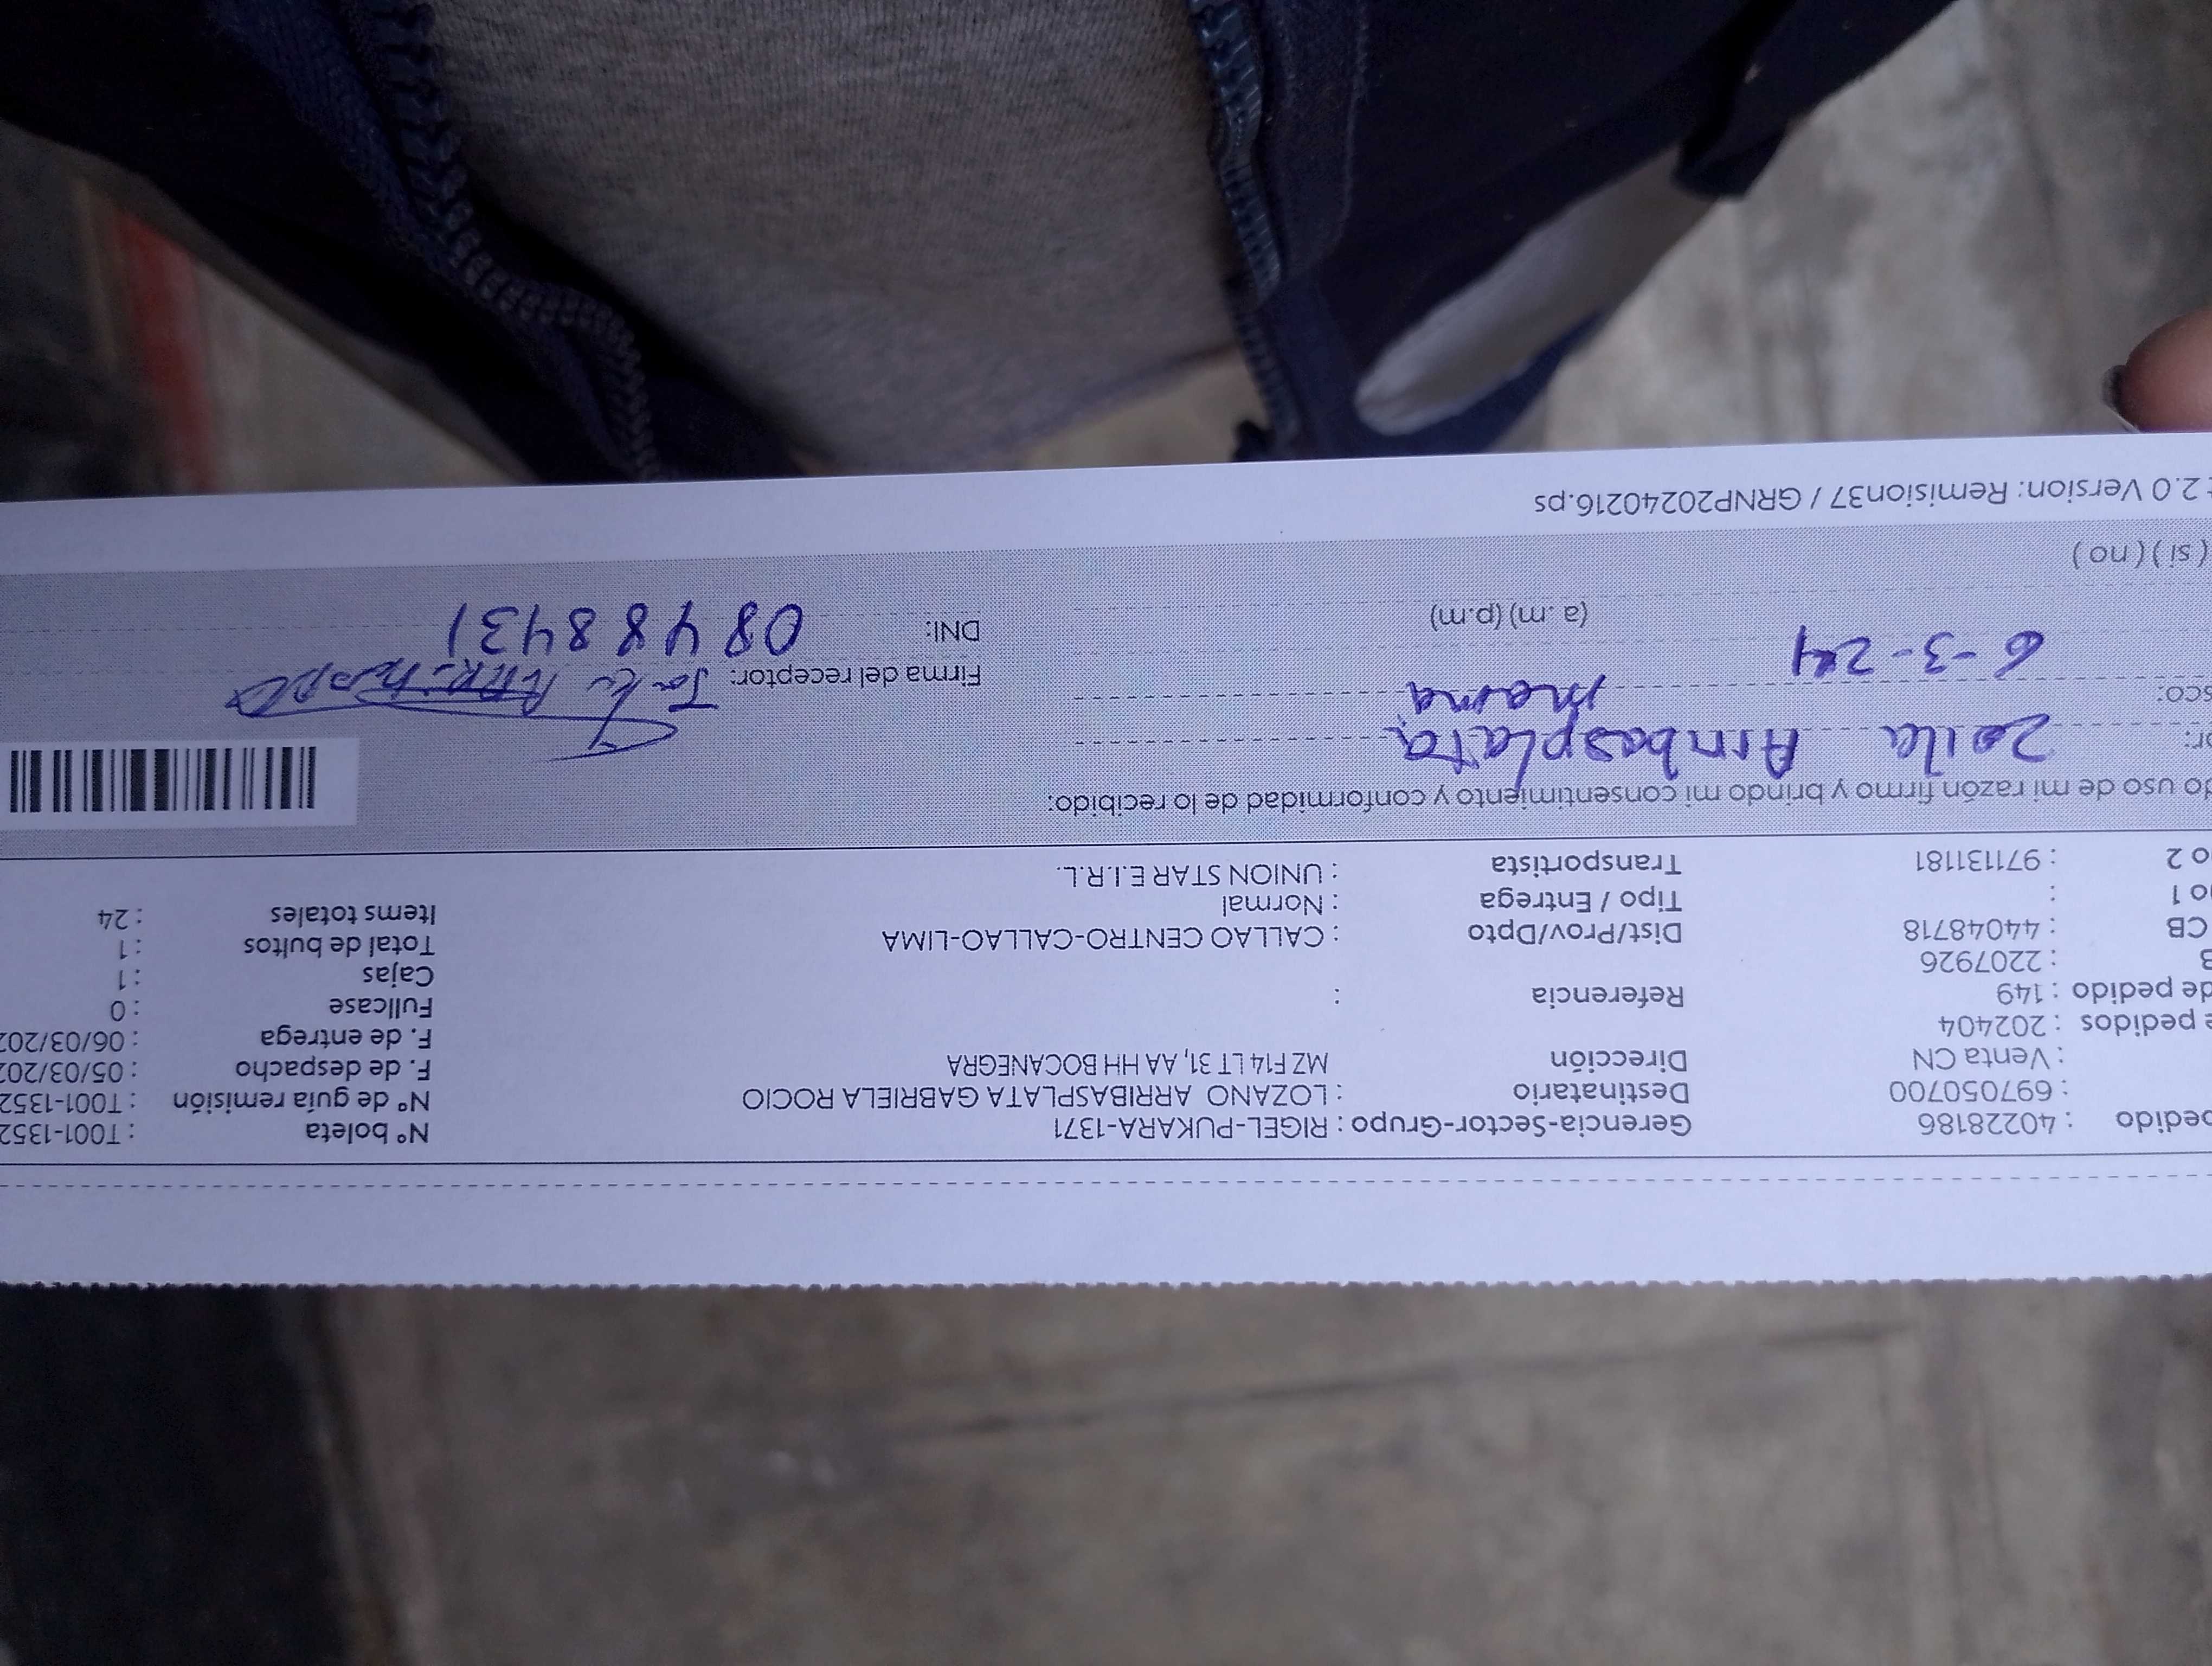 pedido : 40228186 Gerencia-Sector-Grupo : RIGEL-PUKARA-1371 N° boleta : T001-1352
: 697050700 Destinatario : LOZANO ARRIBASPLATA GABRIELA ROCIO N° de guía remisión : T001-1352
: Venta CN Dirección MZ F14 LT 31, AA HH BOCANEGRA F. de despacho : 05/03/202
e pedidos : 202404 F. de entrega : 06/03/202
de pedido : 149 Referencia : Fullcase : 0
B : 2207926 Cajas : 1
CB : 44048718 Dist/Prov/Dpto : CALLAO CENTRO-CALLAO-LIMA Total de bultos : 1
o 1 : Tipo / Entrega : Normal Items totales : 24
o 2 : 971131181 Transportista : UNION STAR E.I.R.L.
do uso de mi razón firmo y brindo mi consentimiento y conformidad de lo recibido:
or: Zoila Arribasplata
sco: mama Firma del receptor:
6-3-24 (a.m) (p.m) DNI: 08488431
(si) (no)
2.0 Version: Remision37 / GRNP20240216.ps